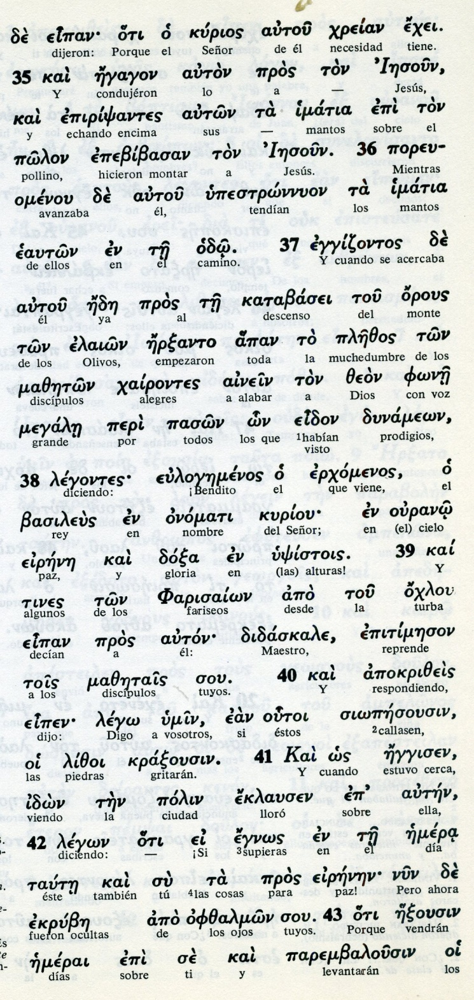 δὲ εἶπαν· ὅτι ὁ κύριος αὐτοῦ χρείαν ἔχει.
dijeron: Porque el Señor de él necesidad tiene.
35 καὶ ἤγαγον αὐτὸν πρὸς τὸν Ἰησοῦν,
Y condujéron lo a — Jesús,
καὶ ἐπιρίψαντες αὐτῶν τὰ ἱμάτια ἐπὶ τὸν
y echando encima sus — mantos sobre el
πῶλον ἐπεβίβασαν τὸν Ἰησοῦν. 36 πορευ-
pollino, hicieron montar a Jesús. Mientras
ομένου δὲ αὐτοῦ ὑπεστρώννυον τὰ ἱμάτια
avanzaba él, tendían los mantos
ἑαυτῶν ἐν τῇ ὁδῷ. 37 ἐγγίζοντος δὲ
de ellos en el camino. Y cuando se acercaba
αὐτοῦ ἤδη πρὸς τῇ καταβάσει τοῦ ὄρους
él ya al descenso del monte
τῶν ἐλαιῶν ἤρξαντο ἅπαν τὸ πλῆθος τῶν
de los Olivos, empezaron toda la muchedumbre de los
μαθητῶν χαίροντες αἰνεῖν τὸν θεὸν φωνῇ
discípulos alegres a alabar a Dios con voz
μεγάλῃ περὶ πασῶν ὧν εἶδον δυνάμεων,
grande por todos los que ¹habían prodigios,
visto
38 λέγοντες· εὐλογημένος ὁ ἐρχόμενος, ὁ
diciendo: ¡Bendito el que viene, el
βασιλεὺς ἐν ὀνόματι κυρίου· ἐν οὐρανῷ
rey en nombre del Señor; en (el) cielo
εἰρήνη καὶ δόξα ἐν ὑψίστοις. 39 καί
paz, y gloria en (las) alturas! Y
τινες τῶν Φαρισαίων ἀπὸ τοῦ ὄχλου
algunos de los fariseos desde la turba
εἶπαν πρὸς αὐτόν· διδάσκαλε, ἐπιτίμησον
decían a él: Maestro, reprende
τοῖς μαθηταῖς σου. 40 καὶ ἀποκριθεὶς
a los discípulos tuyos. Y respondiendo,
εἶπεν· λέγω ὑμῖν, ἐὰν οὗτοι σιωπήσουσιν,
dijo: Digo a vosotros, si éstos ²callasen,
οἱ λίθοι κράξουσιν. 41 Καὶ ὡς ἤγγισεν,
las piedras gritarán. Y cuando estuvo cerca,
ἰδὼν τὴν πόλιν ἔκλαυσεν ἐπ' αὐτήν,
viendo la ciudad lloró sobre ella,
42 λέγων ὅτι εἰ ἔγνως ἐν τῇ ἡμέρα
diciendo: — ¡Si ³supieras en el día
ταύτῃ καὶ σὺ τὰ πρὸς εἰρήνην· νῦν δὲ
éste también tú ⁴las cosas para paz! Pero ahora
ἐκρύβη ἀπὸ ὀφθαλμῶν σου. 43 ὅτι ἥξουσιν
fueron ocultas de los ojos tuyos. Porque vendrán
ἡμέραι ἐπὶ σὲ καὶ παρεμβαλοῦσιν οἱ
días sobre ti y levantarán los